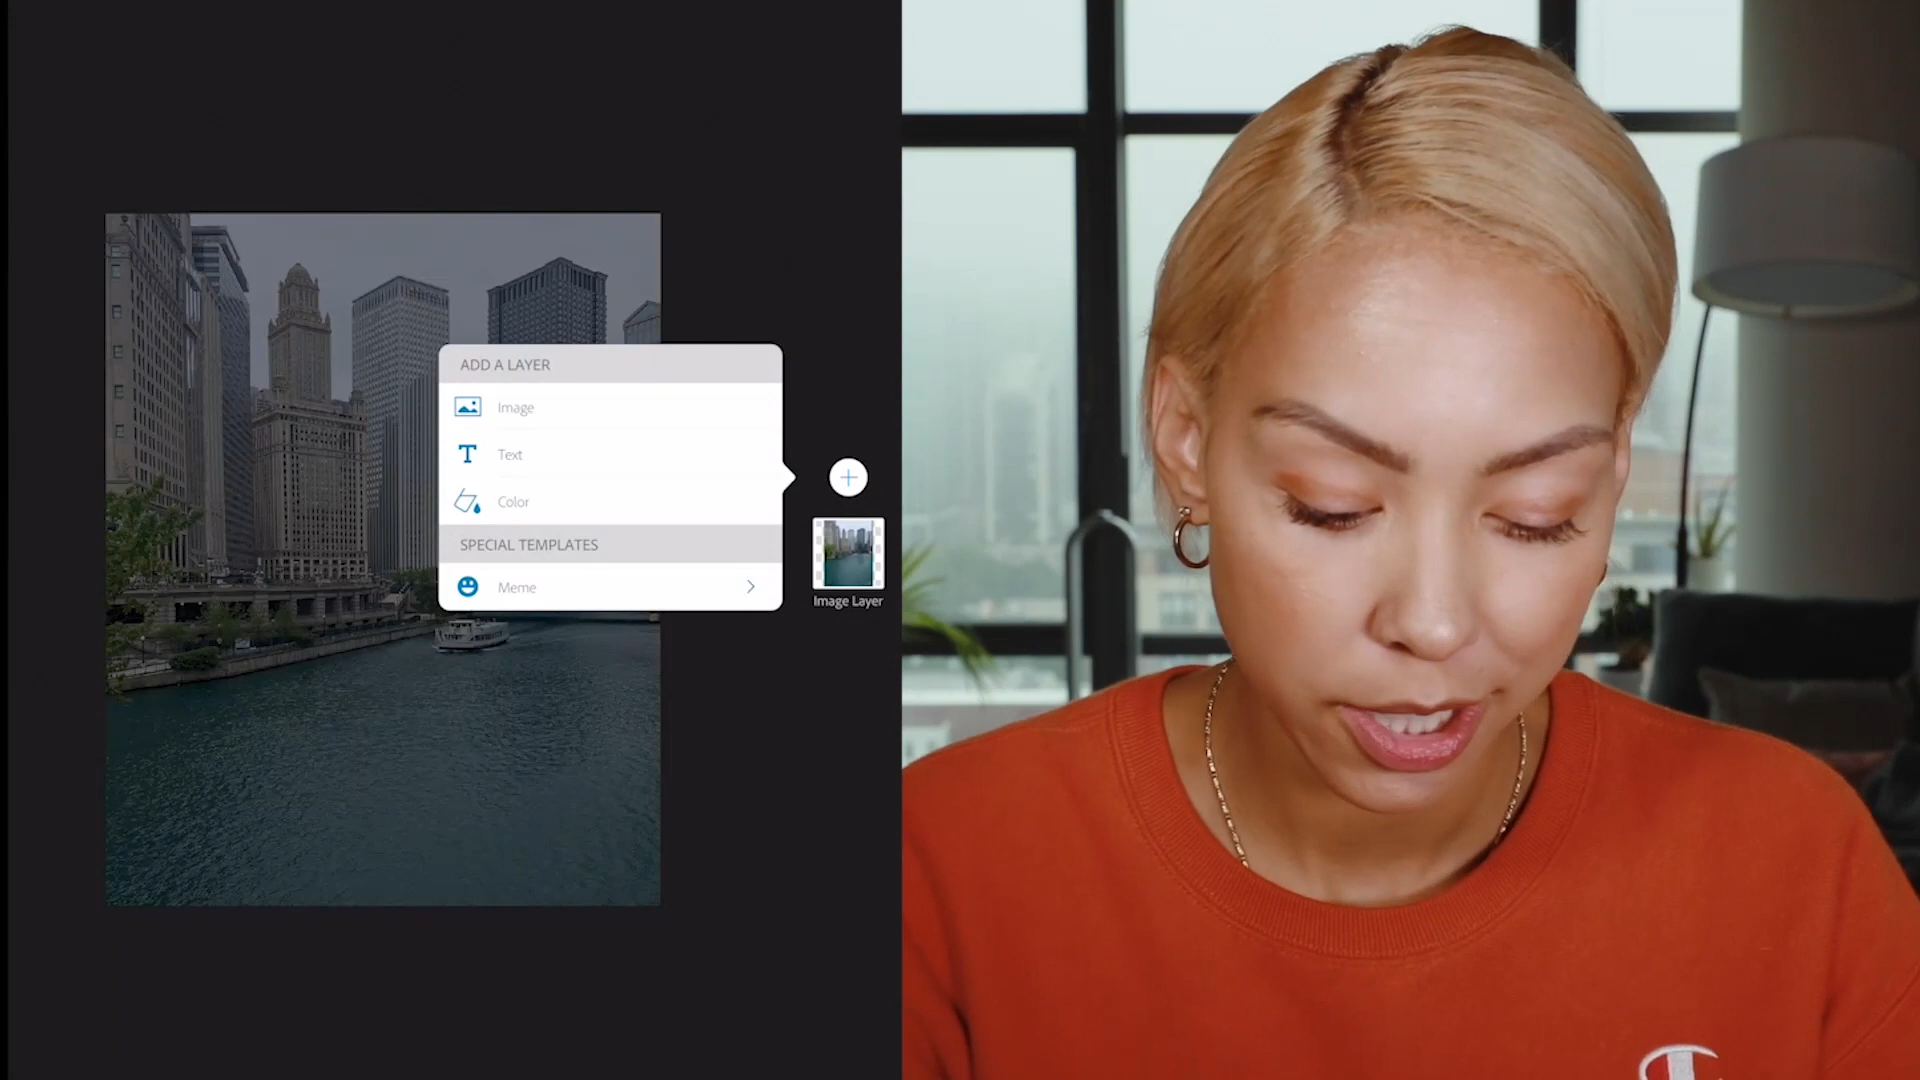 ADD A LAYER
Image
Text
Color
SPECIAL TEMPLATES
Meme
Image Layer